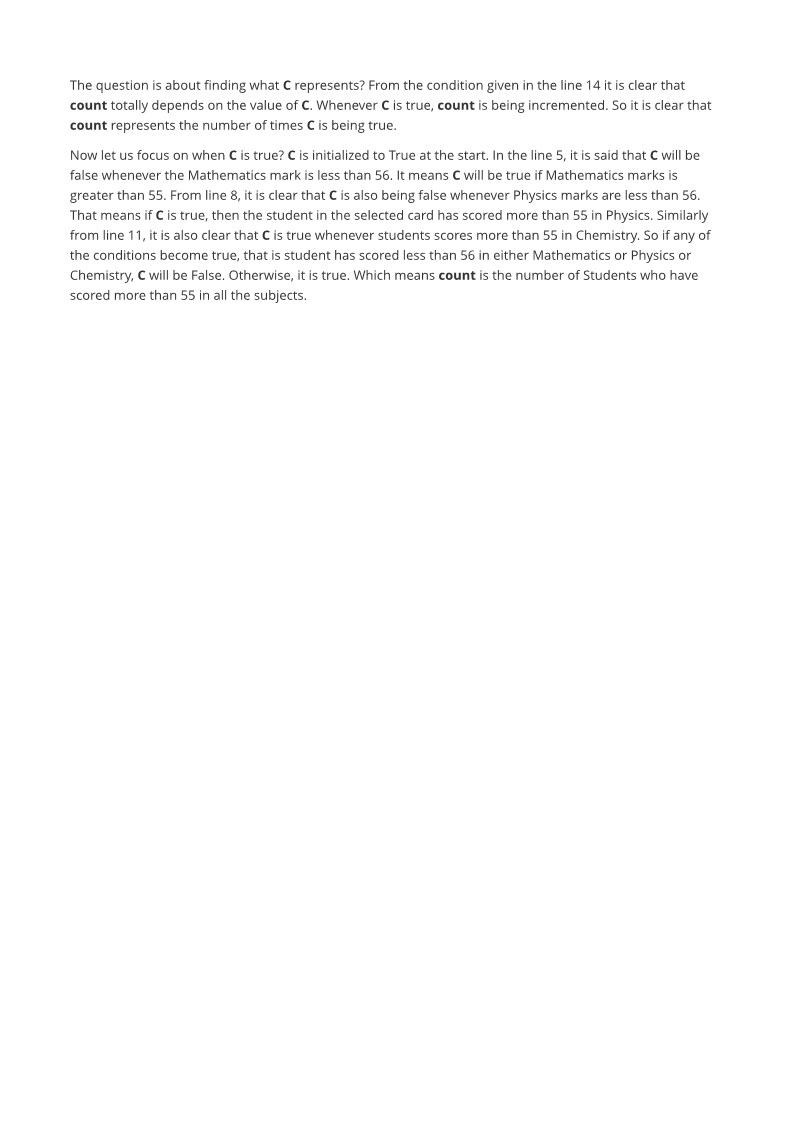 The question is about finding what C represents? From the condition given in the line 14 it is clear that
count totally depends on the value of C. Whenever C is true, count is being incremented. So it is clear that
count represents the number of times C is being true.
Now let us focus on when C is true? C is initialized to True at the start. In the line 5, it is said that C will be
false whenever the Mathematics mark is less than 56. It means C will be true if Mathematics marks is
greater than 55. From line 8, it is clear that C is also being false whenever Physics marks are less than 56.
That means if C is true, then the student in the selected card has scored more than 55 in Physics. Similarly
from line 11, it is also clear that C is true whenever students scores more than 55 in Chemistry. So if any of
the conditions become true, that is student has scored less than 56 in either Mathematics or Physics or
Chemistry, C will be False. Otherwise, it is true. Which means count is the number of Students who have
scored more than 55 in all the subjects.